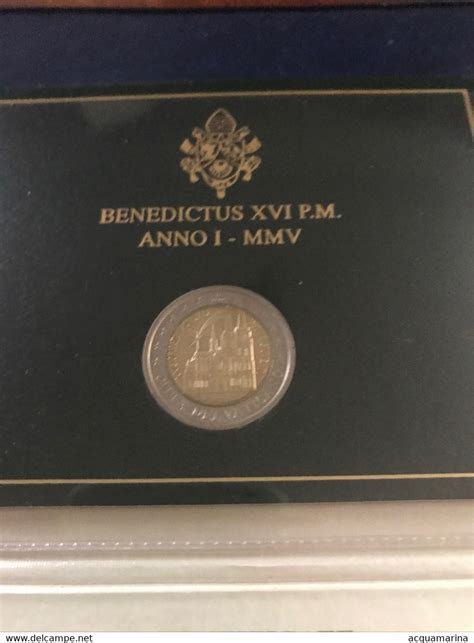 BENEDICTUS XVI P.M.
ANNO I - MMV
www.delcampe.net
acquamarina